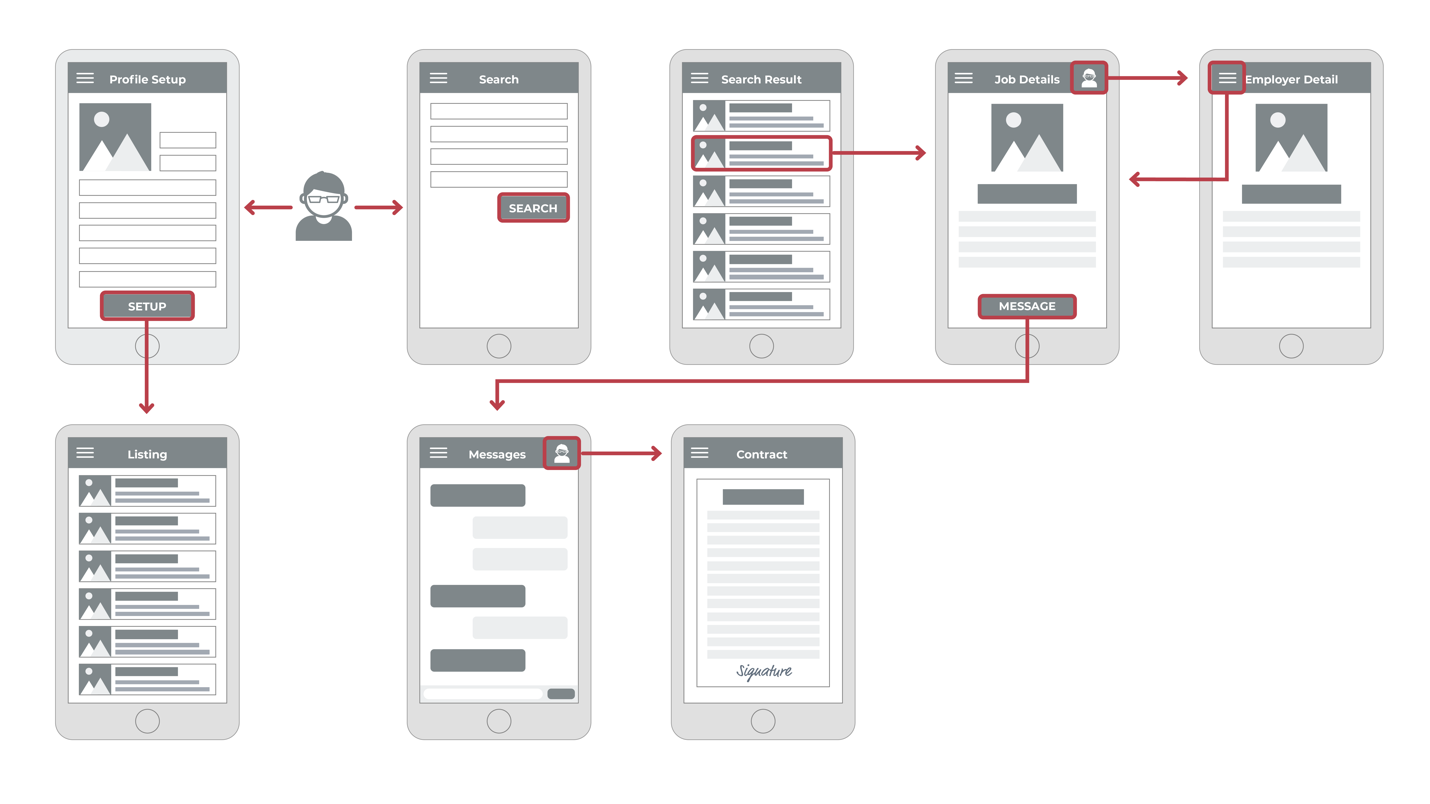 Profile Setup
SETUP
Search
SEARCH
Search Result
Job Details
MESSAGE
Employer Detail
Listing
Messages
Contract
Signature